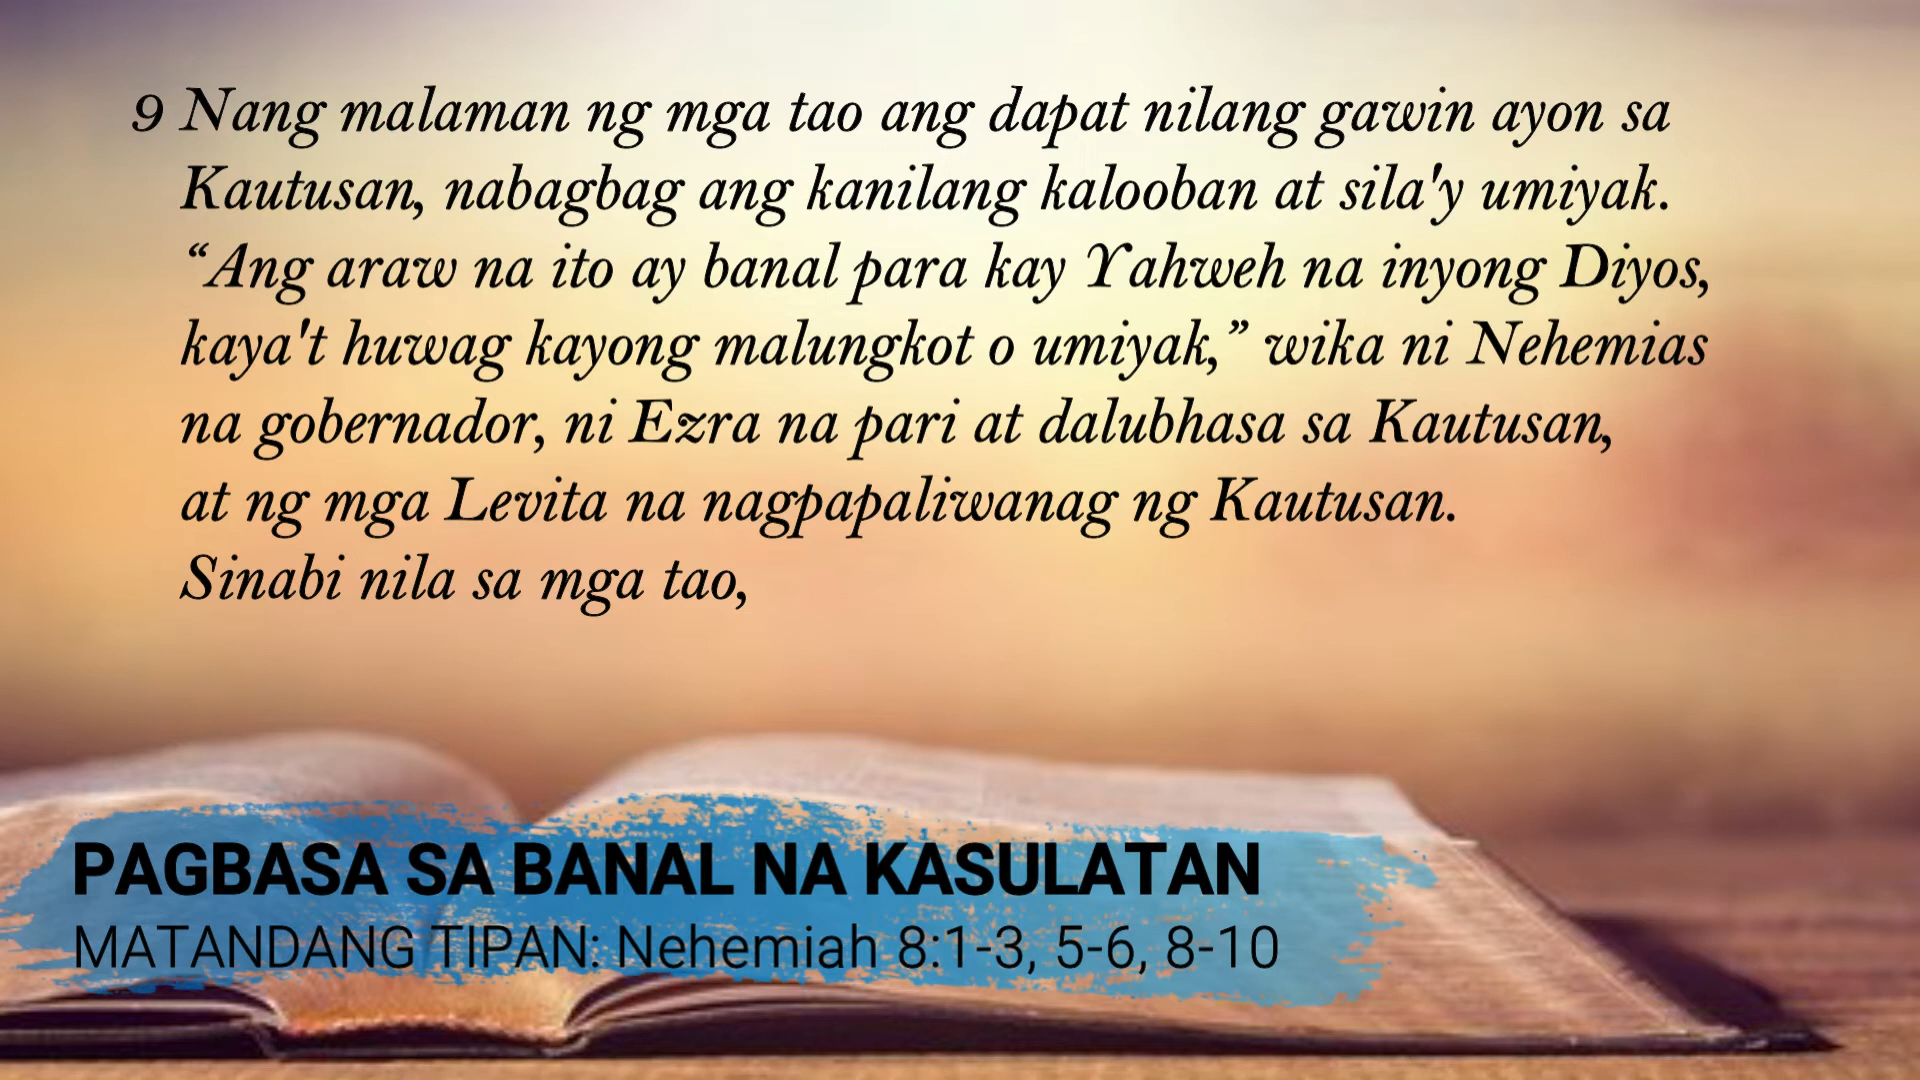 9 Nang malaman ng mga tao ang dapat nilang gawin ayon sa
Kautusan, nabagbag ang kanilang kalooban at sila'y umiyak.
“Ang araw na ito ay banal para kay Yahweh na inyong Diyos,
kaya't huwag kayong malungkot o umiyak,” wika ni Nehemias
na gobernador, ni Ezra na pari at dalubhasa sa Kautusan,
at ng mga Levita na nagpapaliwanag ng Kautusan.
Sinabi nila sa mga tao,
PAGBASA SA BANAL NA KASULATAN
MATANDANG TIPAN: Nehemiah 8:1-3, 5-6, 8-10